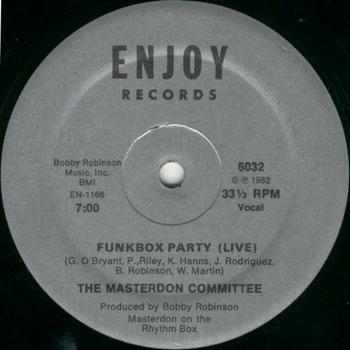 ENJOY
RECORDS
Bobby Robinson
Music, Inc.
BMI
EN-1166
7:00
6032
© ℗ 1982
33⅓ RPM
Vocal
FUNKBOX PARTY (LIVE)
(G. O'Bryant, P.,Riley, K. Hanns, J. Rodriguez,
B. Robinson, W. Martin)
THE MASTERDON COMMITTEE
Produced by Bobby Robinson
Masterdon on the
Rhythm Box